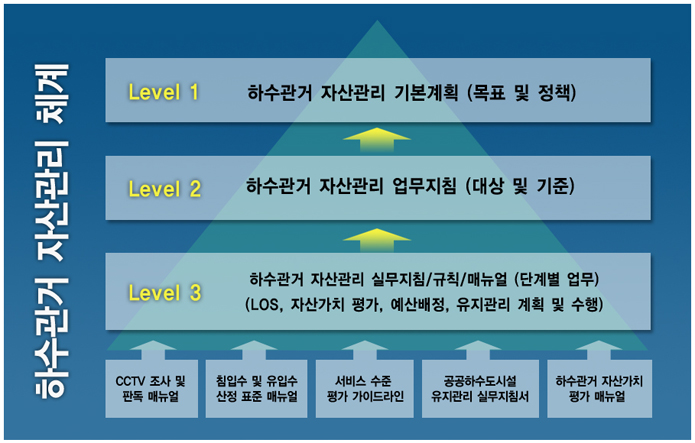 하수관거 자산관리 체계
Level 1
하수관거 자산관리 기본계획 (목표 및 정책)
Level 2
하수관거 자산관리 업무지침 (대상 및 기준)
Level 3
하수관거 자산관리 실무지침/규칙/매뉴얼 (단계별 업무)
(LOS, 자산가치 평가, 예산배정, 유지관리 계획 및 수행)
CCTV 조사 및
판독 매뉴얼
침입수 및 유입수
산정 표준 매뉴얼
서비스 수준
평가 가이드라인
공공하수도시설
유지관리 실무지침서
하수관거 자산가치
평가 매뉴얼